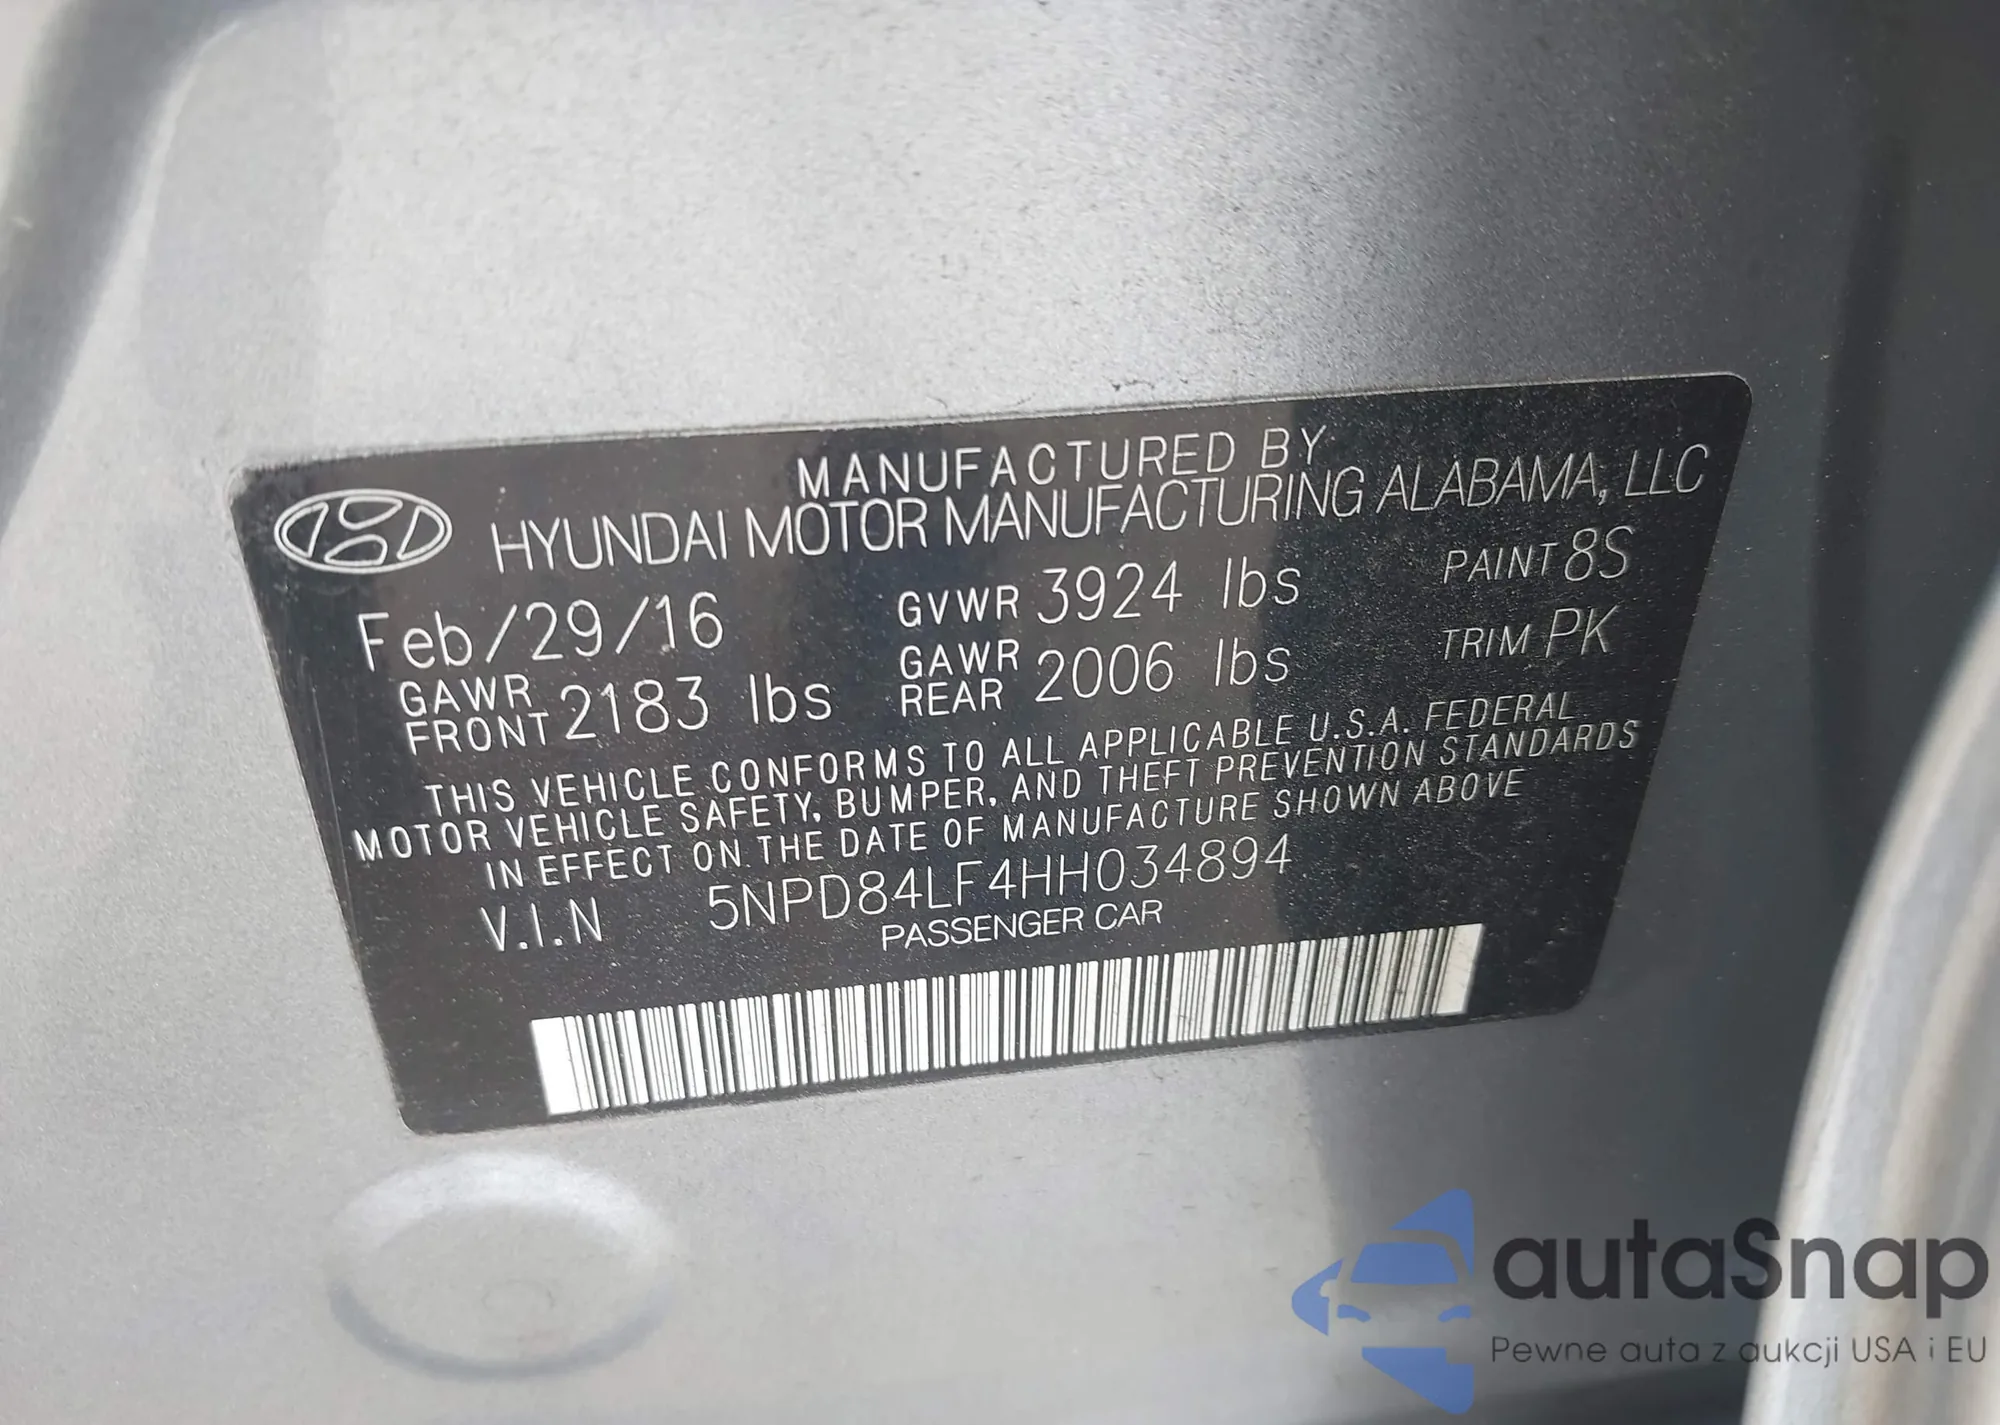 MANUFACTURED BY
HYUNDAI MOTOR MANUFACTURING ALABAMA, LLC
Feb/29/16 GVWR 3924 lbs PAINT 8S
GAWR FRONT 2183 lbs GAWR REAR 2006 lbs TRIM PK
THIS VEHICLE CONFORMS TO ALL APPLICABLE U.S.A. FEDERAL
MOTOR VEHICLE SAFETY, BUMPER, AND THEFT PREVENTION STANDARDS
IN EFFECT ON THE DATE OF MANUFACTURE SHOWN ABOVE
V.I.N 5NPD84LF4HH034894
PASSENGER CAR
autaSnap
Pewne auta z aukcji USA i EU